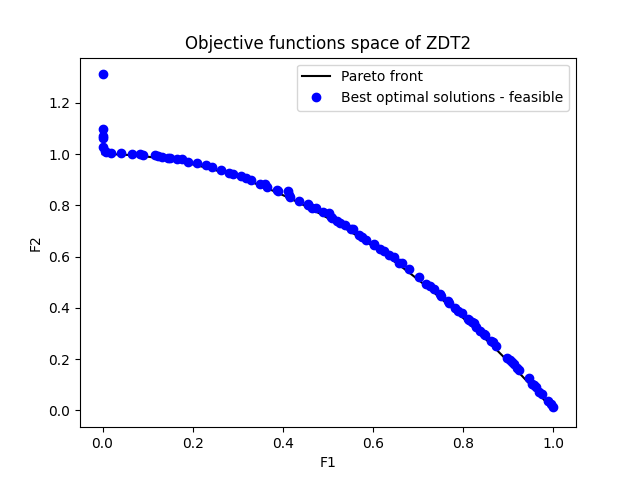 Objective functions space of ZDT2
Pareto front
Best optimal solutions - feasible
1.2
1.0
0.8
0.6
0.4
0.2
0.0
F2
0.0 0.2 0.4 0.6 0.8 1.0
F1